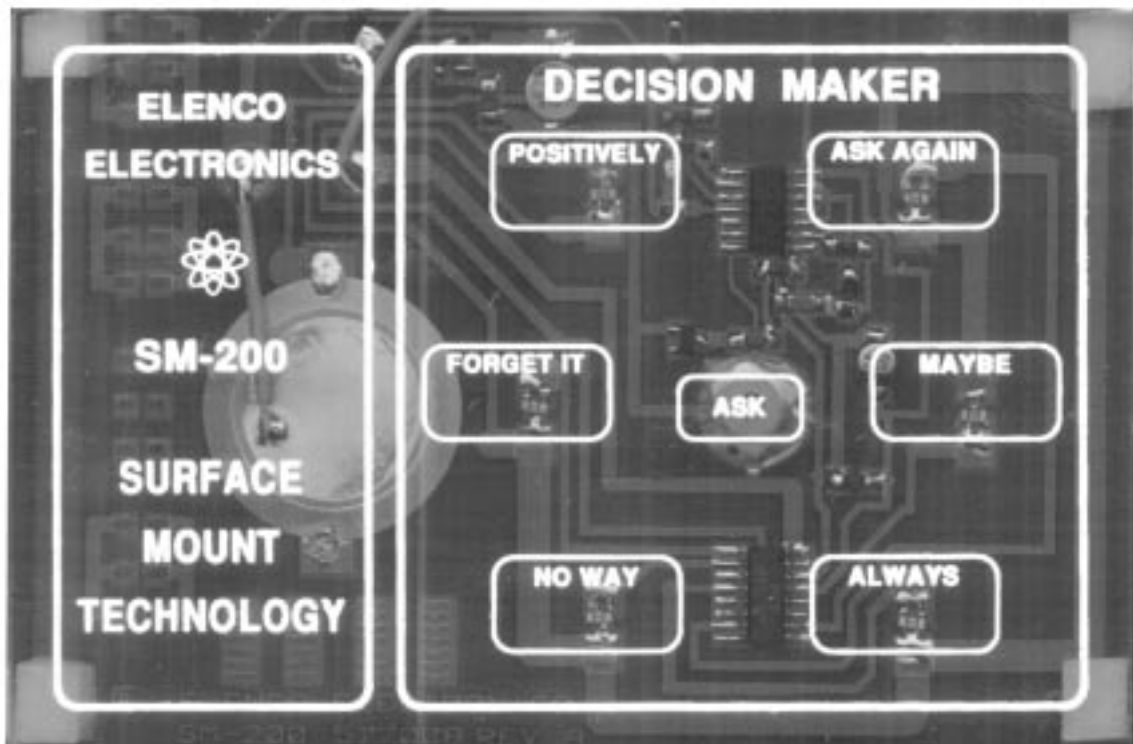 ELENCO
ELECTRONICS
SM-200
SURFACE
MOUNT
TECHNOLOGY
DECISION MAKER
POSITIVELY
ASK AGAIN
FORGET IT
ASK
MAYBE
NO WAY
ALWAYS